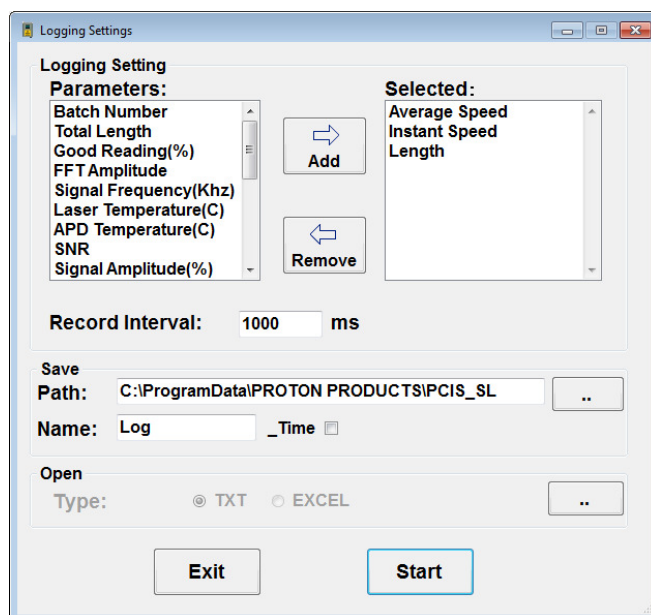 Logging Settings
Logging Setting
Parameters:
Batch Number
Total Length
Good Reading(%)
FFT Amplitude
Signal Frequency(Khz)
Laser Temperature(C)
APD Temperature(C)
SNR
Signal Amplitude(%)
Add
Remove
Selected:
Average Speed
Instant Speed
Length
Record Interval: 1000 ms
Save
Path: C:\ProgramData\PROTON PRODUCTS\PCIS_SL ..
Name: Log _Time
Open
Type: TXT EXCEL ..
Exit Start